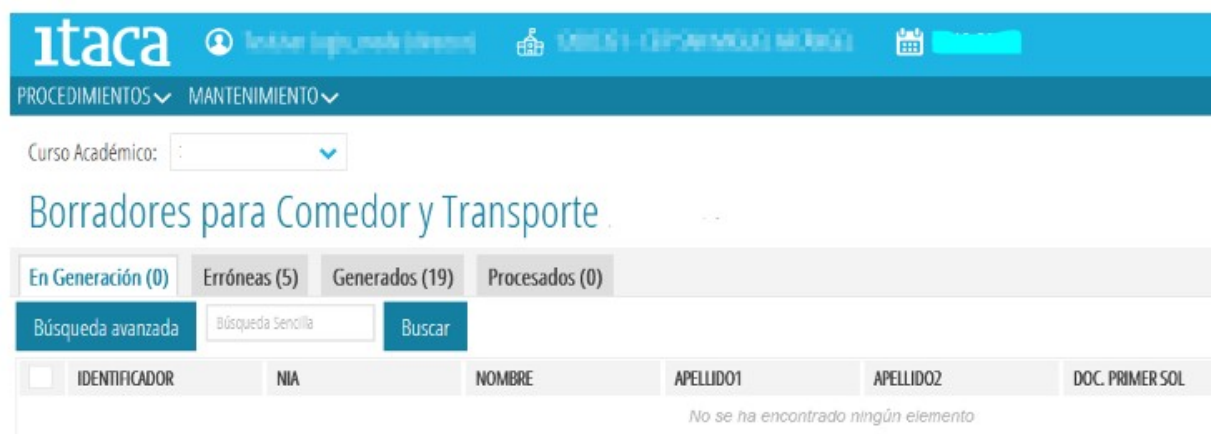 itaca
PROCEDIMIENTOS MANTENIMIENTO
Curso Académico:
Borradores para Comedor y Transporte
En Generación (0) Erróneas (5) Generados (19) Procesados (0)
Búsqueda avanzada Búsqueda Sencilla Buscar
IDENTIFICADOR NIA NOMBRE APELLIDO1 APELLIDO2 DOC. PRIMER SOL
No se ha encontrado ningún elemento